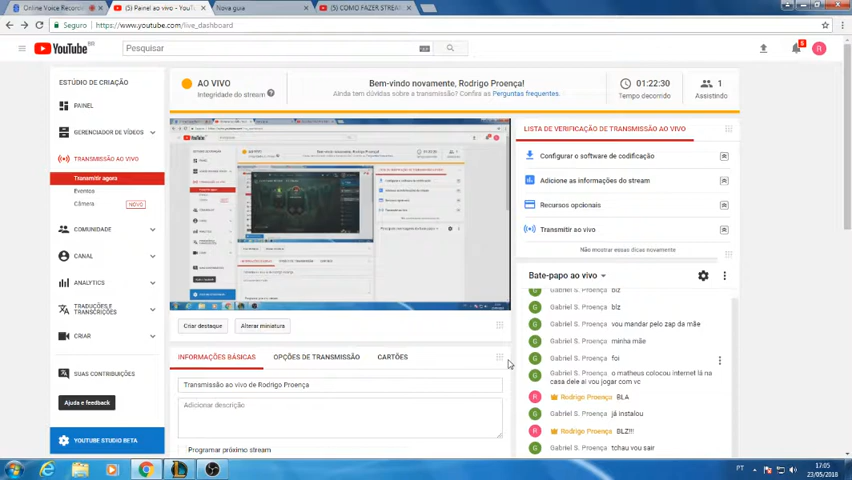 Online Voice Recorder
(5) Painel ao vivo - YouTube
Nova guia
(5) COMO FAZER STREAM
Seguro
https://www.youtube.com/live_dashboard
YouTube BR
Pesquisar
R
ESTÚDIO DE CRIAÇÃO
PAINEL
GERENCIADOR DE VÍDEOS
TRANSMISSÃO AO VIVO
Transmitir agora
Eventos
Câmera
NOVO
COMUNIDADE
CANAL
ANALYTICS
TRADUÇÕES E
TRANSCRIÇÕES
CRIAR
SUAS CONTRIBUIÇÕES
Ajuda e feedback
YOUTUBE STUDIO BETA
AO VIVO
Integridade do stream
Bem-vindo novamente, Rodrigo Proença!
Ainda tem dúvidas sobre a transmissão? Confira as Perguntas frequentes.
01:22:30
Tempo decorrido
1
Assistindo
Criar destaque
Alterar miniatura
INFORMAÇÕES BÁSICAS
OPÇÕES DE TRANSMISSÃO
CARTÕES
Transmissão ao vivo de Rodrigo Proença
Adicionar descrição
Programar próximo stream
LISTA DE VERIFICAÇÃO DE TRANSMISSÃO AO VIVO
Configurar o software de codificação
Adicione as informações do stream
Recursos opcionais
Transmitir ao vivo
Não mostrar essas dicas novamente
Bate-papo ao vivo
G Gabriel S. Proença blz
G Gabriel S. Proença blz
G Gabriel S. Proença vou mandar pelo zap da mãe
G Gabriel S. Proença minha mãe
G Gabriel S. Proença foi
G Gabriel S. Proença o matheus colocou internet lá na
casa dele ai vou jogar com vc
R Rodrigo Proença BLA
G Gabriel S. Proença já instalou
R Rodrigo Proença BLZ!!!
G Gabriel S. Proença tchau vou sair
PT
17:05
23/05/2018